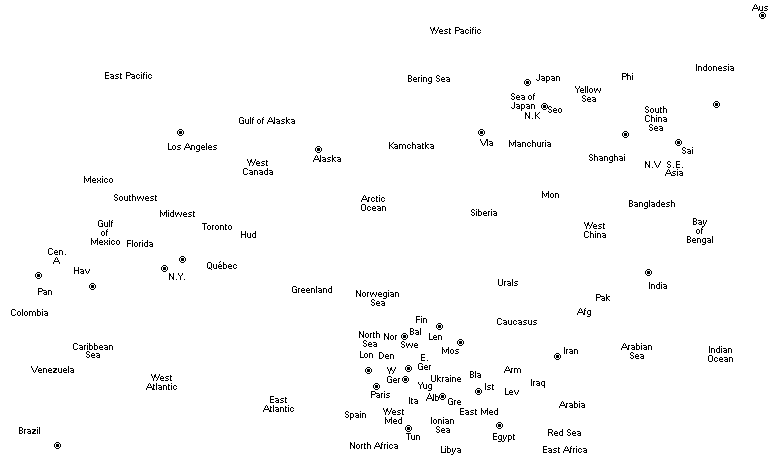 Aus
West Pacific
Indonesia
East Pacific
Bering Sea
Japan
Phi
Yellow
Sea
Sea of
Japan
Seo
N.K
South
China
Sea
Gulf of Alaska
Los Angeles
Alaska
Kamchatka
Vla
Manchuria
Shanghai
Sai
N.V
S.E.
Asia
West
Canada
Mexico
Southwest
Midwest
Arctic
Ocean
Siberia
Mon
Bangladesh
Gulf
of
Mexico
Florida
Toronto
Hud
West
China
Bay
of
Bengal
Cen.
A
Hav
N.Y.
Québec
Pan
Greenland
Norwegian
Sea
Urals
India
Pak
Afg
Colombia
Fin
Caucasus
North
Sea
Nor
Bal
Len
Swe
Mos
Caribbean
Sea
Lon
Den
E.
Ger
Iran
Arabian
Sea
Indian
Ocean
Venezuela
West
Atlantic
W
Ger
Ukraine
Bla
Arm
Paris
Yug
Ist
Lev
Iraq
East
Atlantic
Ita
Alb
Gre
Arabia
Spain
West
Med
East Med
Ionian
Sea
Brazil
Tun
Egypt
Red Sea
North Africa
Libya
East Africa